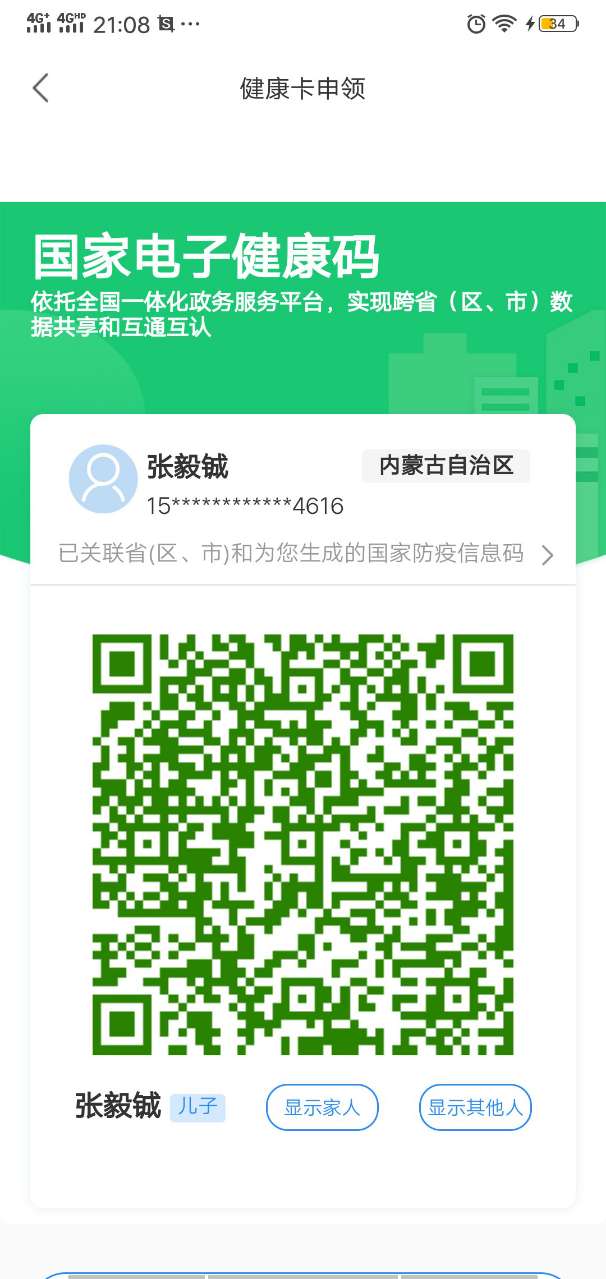 4G+ 4GHD 21:08 ... 34
健康卡申领
国家电子健康码
依托全国一体化政务服务平台，实现跨省（区、市）数
据共享和互通互认
张毅铖 内蒙古自治区
15************4616
已关联省(区、市)和为您生成的国家防疫信息码
张毅铖 儿子 显示家人 显示其他人